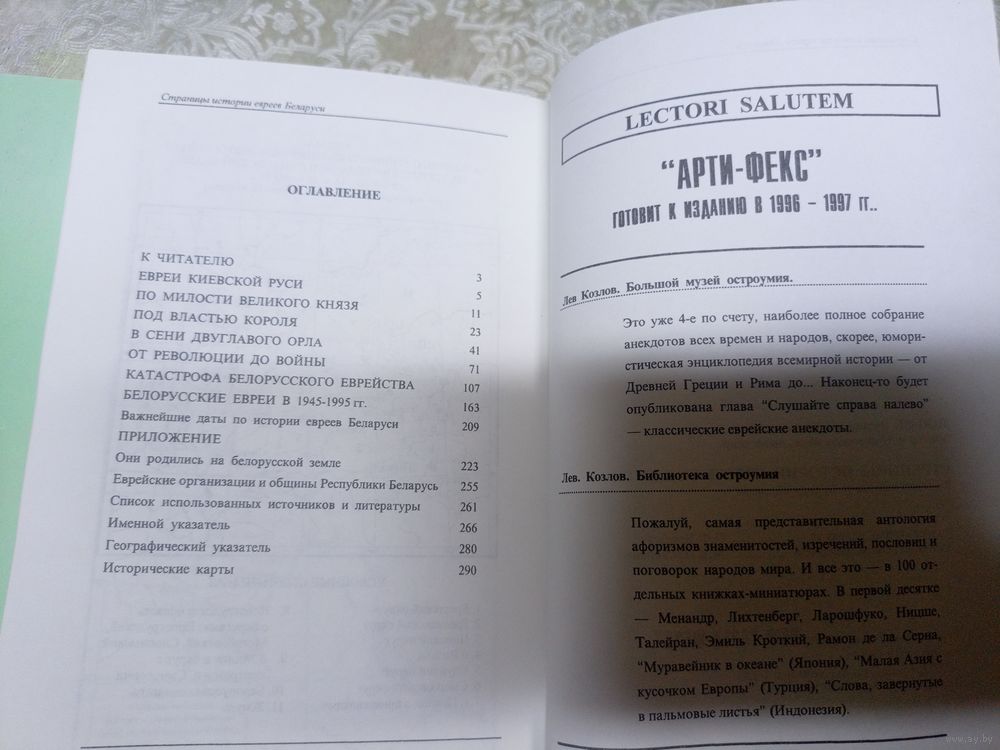 Страницы истории евреев Беларуси
ОГЛАВЛЕНИЕ
К ЧИТАТЕЛЮ 3
ЕВРЕИ КИЕВСКОЙ РУСИ 5
ПО МИЛОСТИ ВЕЛИКОГО КНЯЗЯ 11
ПОД ВЛАСТЬЮ КОРОЛЯ 23
В СЕНИ ДВУГЛАВОГО ОРЛА 41
ОТ РЕВОЛЮЦИИ ДО ВОЙНЫ 71
КАТАСТРОФА БЕЛОРУССКОГО ЕВРЕЙСТВА 107
БЕЛОРУССКИЕ ЕВРЕИ В 1945-1995 гг. 163
Важнейшие даты по истории евреев Беларуси 209
ПРИЛОЖЕНИЕ
Они родились на белорусской земле 223
Еврейские организации и общины Республики Беларусь 255
Список использованных источников и литературы 261
Именной указатель 266
Географический указатель 280
Исторические карты 290
LECTORI SALUTEM
“АРТИ-ФЕКС”
ГОТОВИТ К ИЗДАНИЮ В 1996 – 1997 ГГ..
Лев Козлов. Большой музей остроумия.
Это уже 4-е по счету, наиболее полное собрание
анекдотов всех времен и народов, скорее, юмори-
стическая энциклопедия всемирной истории — от
Древней Греции и Рима до... Наконец-то будет
опубликована глава “Слушайте справа налево”
— классические еврейские анекдоты.
Лев. Козлов. Библиотека остроумия
Пожалуй, самая представительная антология
афоризмов знаменитостей, изречений, пословиц и
поговорок народов мира. И все это — в 100 от-
дельных книжках-миниатюрах. В первой десятке
— Менандр, Лихтенберг, Ларошфуко, Ницше,
Талейран, Эмиль Кроткий, Рамон де ла Серна,
“Муравейник в океане” (Япония), “Малая Азия с
кусочком Европы” (Турция), “Слова, завернутые
в пальмовые листья” (Индонезия).
www.ay.by